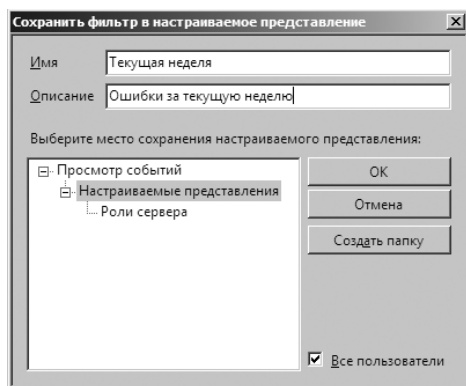 Сохранить фильтр в настраиваемое представление
Имя Текущая неделя
Описание Ошибки за текущую неделю
Выберите место сохранения настраиваемого представления:
Просмотр событий
Настраиваемые представления
Роли сервера
ОК
Отмена
Создать папку
Все пользователи